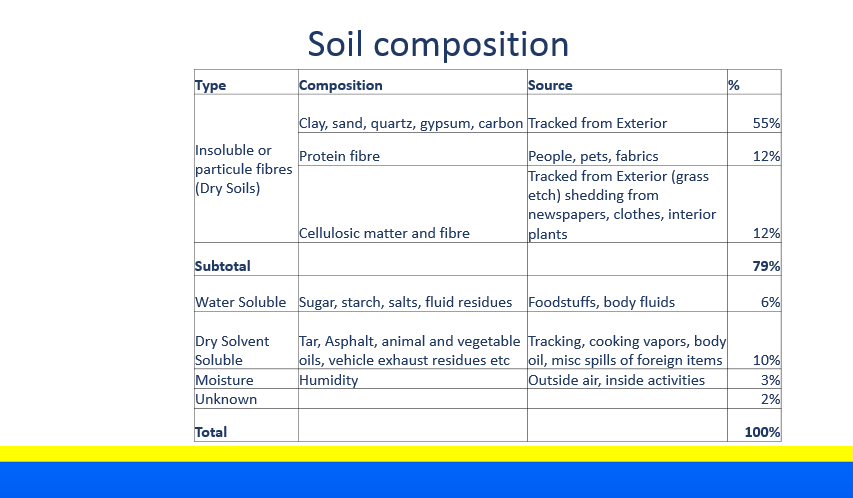 Soil composition
Type Composition Source %
Clay, sand, quartz, gypsum, carbon Tracked from Exterior 55%
Insoluble or
particule fibres
(Dry Soils)
Protein fibre People, pets, fabrics 12%
Cellulosic matter and fibre
Tracked from Exterior (grass
etch) shedding from
newspapers, clothes, interior
plants
12%
Subtotal 79%
Water Soluble Sugar, starch, salts, fluid residues Foodstuffs, body fluids 6%
Dry Solvent
Soluble
Tar, Asphalt, animal and vegetable
oils, vehicle exhaust residues etc
Tracking, cooking vapors, body
oil, misc spills of foreign items
10%
Moisture Humidity Outside air, inside activities 3%
Unknown 2%
Total 100%